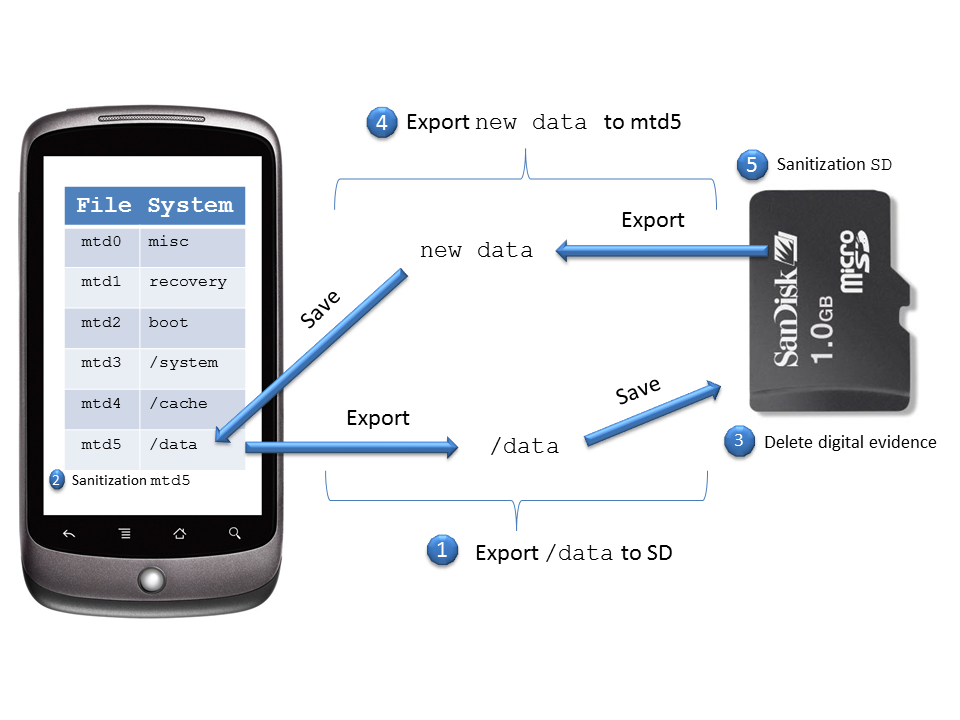 4 Export new data to mtd5
5 Sanitization SD
File System
mtd0 misc
mtd1 recovery
mtd2 boot
mtd3 /system
mtd4 /cache
mtd5 /data
2 Sanitization mtd5
Export
new data
Save
Export
/data
Save
SanDisk
1.0GB
micro
SD
3 Delete digital evidence
1 Export /data to SD